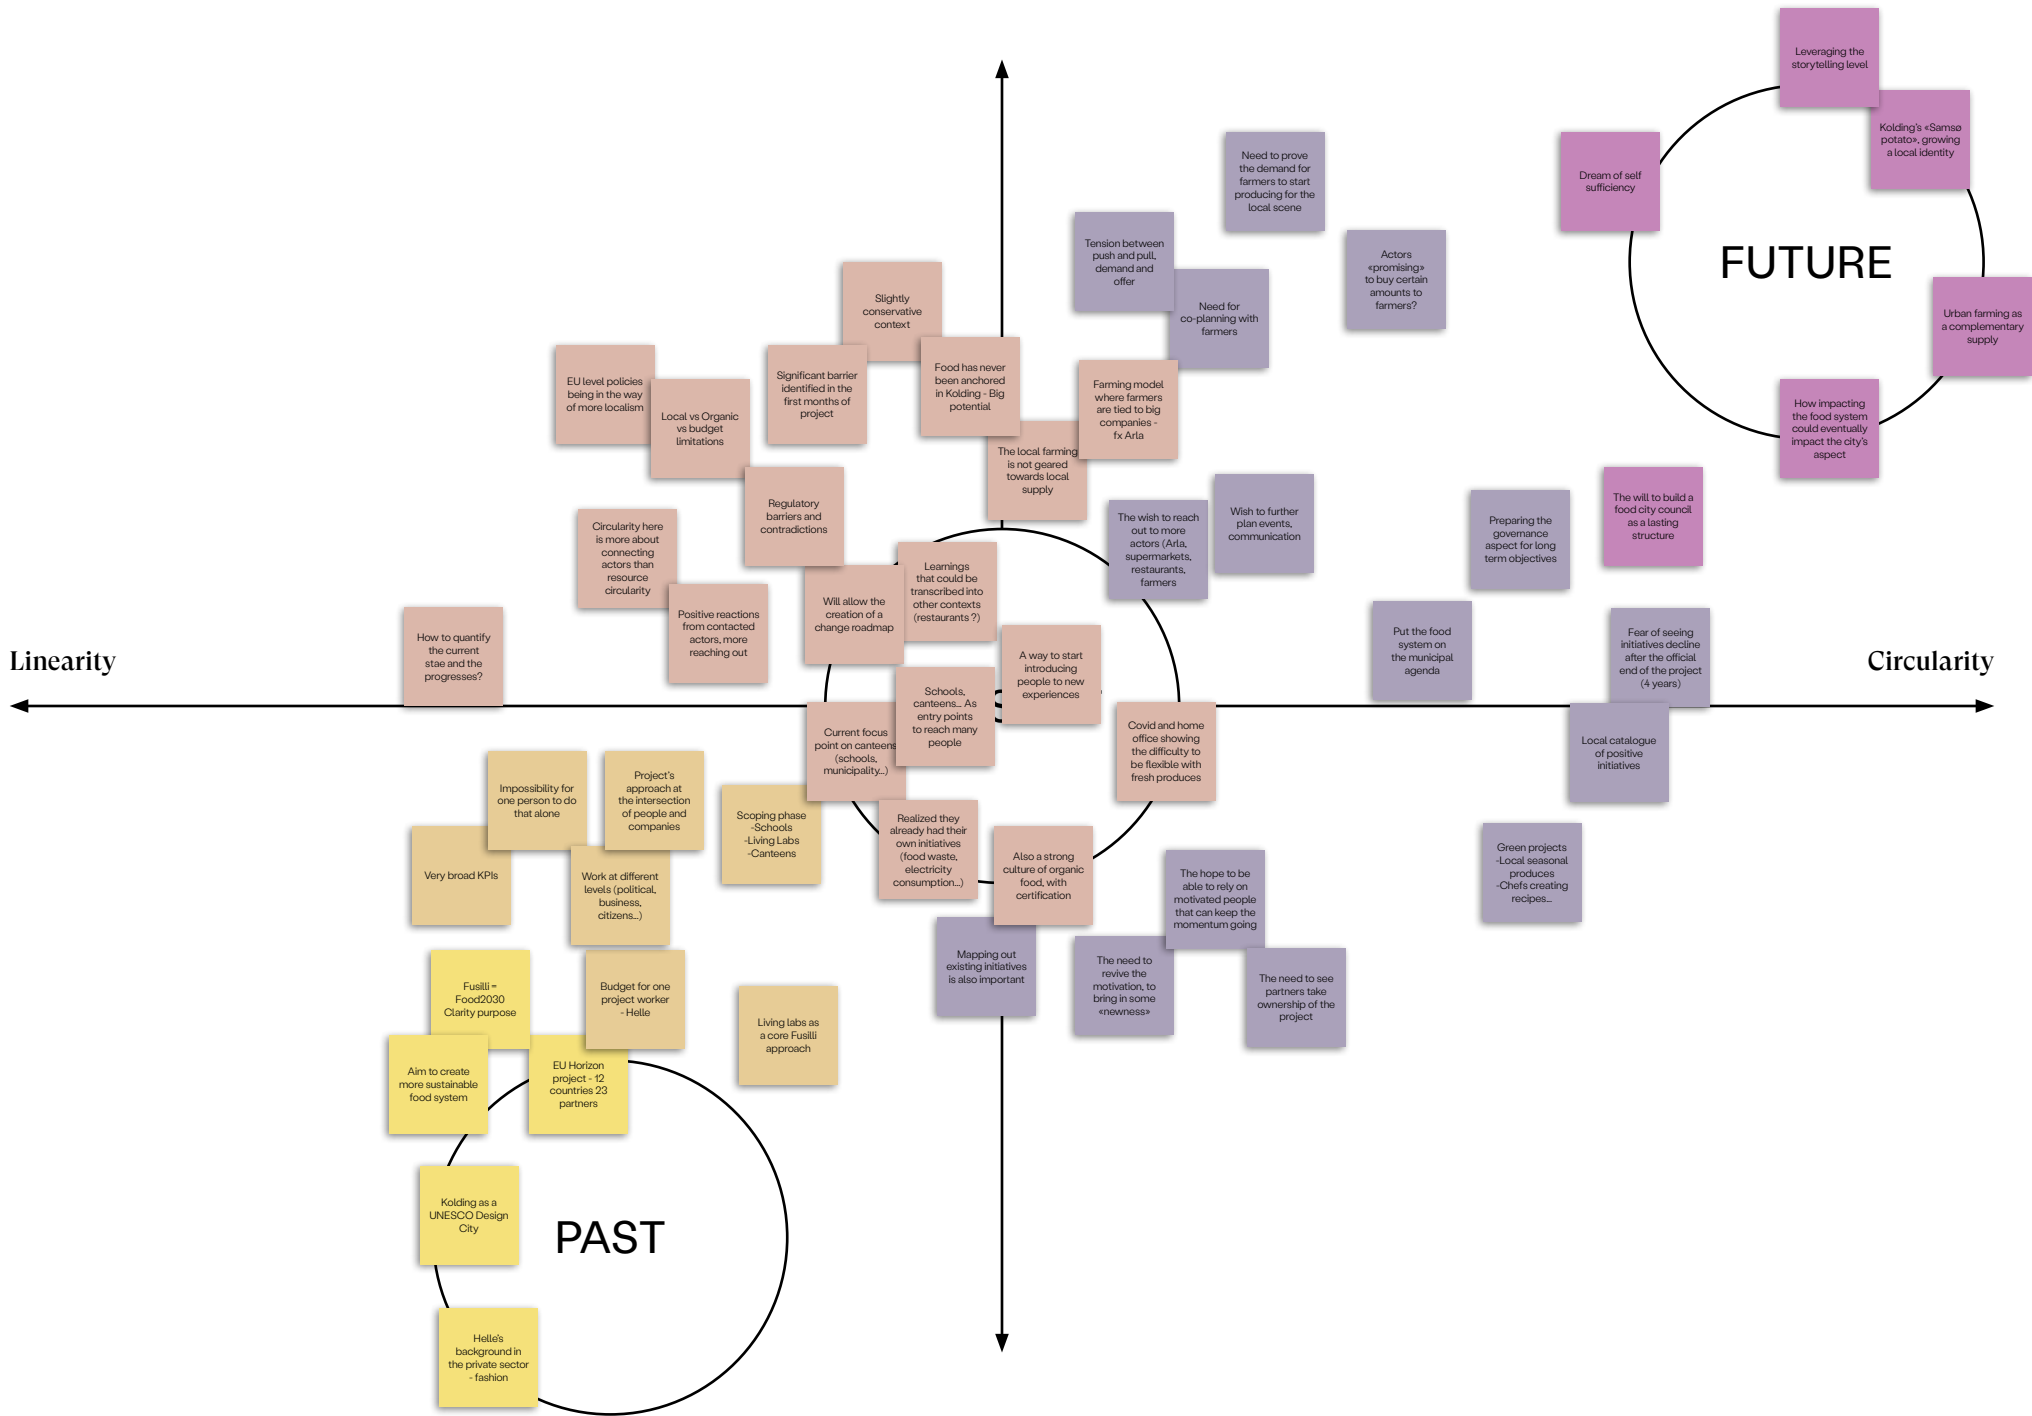 Leveraging the
storytelling level
Kolding's «Samsø
potato», growing
a local identity
Dream of self
sufficiency
FUTURE
Urban farming as
a complementary
supply
How impacting
the food system
could eventually
impact the city's
aspect
The will to build a
food city council
as a lasting
structure
Need to prove
the demand for
farmers to start
producing for the
local scene
Tension between
push and pull,
demand and
offer
Actors
«promising»
to buy certain
amounts to
farmers?
Need for
co-planning with
farmers
Slightly
conservative
context
EU level policies
being in the way
of more localism
Local vs Organic
vs budget
limitations
Significant barrier
identified in the
first months of
project
Food has never
been anchored
in Kolding - Big
potential
Farming model
where farmers
are tied to big
companies -
fx Arla
The local farming
is not geared
towards local
supply
Regulatory
barriers and
contradictions
Circularity here
is more about
connecting
actors than
resource
circularity
Positive reactions
from contacted
actors, more
reaching out
Will allow the
creation of a
change roadmap
Learnings
that could be
transcribed into
other contexts
(restaurants ?)
The wish to reach
out to more
actors (Arla,
supermarkets,
restaurants,
farmers
Wish to further
plan events,
communication
Preparing the
governance
aspect for long
term objectives
How to quantify
the current
stae and the
progresses?
Linearity
A way to start
introducing
people to new
experiences
Put the food
system on
the municipal
agenda
Fear of seeing
initiatives decline
after the official
end of the project
(4 years)
Circularity
Schools,
canteens... As
entry points
to reach many
people
Current focus
point on canteens
(schools,
municipality...)
Covid and home
office showing
the difficulty to
be flexible with
fresh produces
Local catalogue
of positive
initiatives
Impossibility for
one person to do
that alone
Project's
approach at
the intersection
of people and
companies
Scoping phase
-Schools
-Living Labs
-Canteens
Very broad KPIs
Work at different
levels (political,
business,
citizens...)
Realized they
already had their
own initiatives
(food waste,
electricity
consumption...)
Also a strong
culture of organic
food, with
certification
The hope to be
able to rely on
motivated people
that can keep the
momentum going
Green projects
-Local seasonal
produces
-Chefs creating
recipes...
Mapping out
existing initiatives
is also important
The need to
revive the
motivation, to
bring in some
«newness»
The need to see
partners take
ownership of the
project
Fusilli =
Food2030
Clarity purpose
Budget for one
project worker
- Helle
Living labs as
a core Fusilli
approach
Aim to create
more sustainable
food system
EU Horizon
project - 12
countries 23
partners
Kolding as a
UNESCO Design
City
PAST
Helle's
background in
the private sector
- fashion